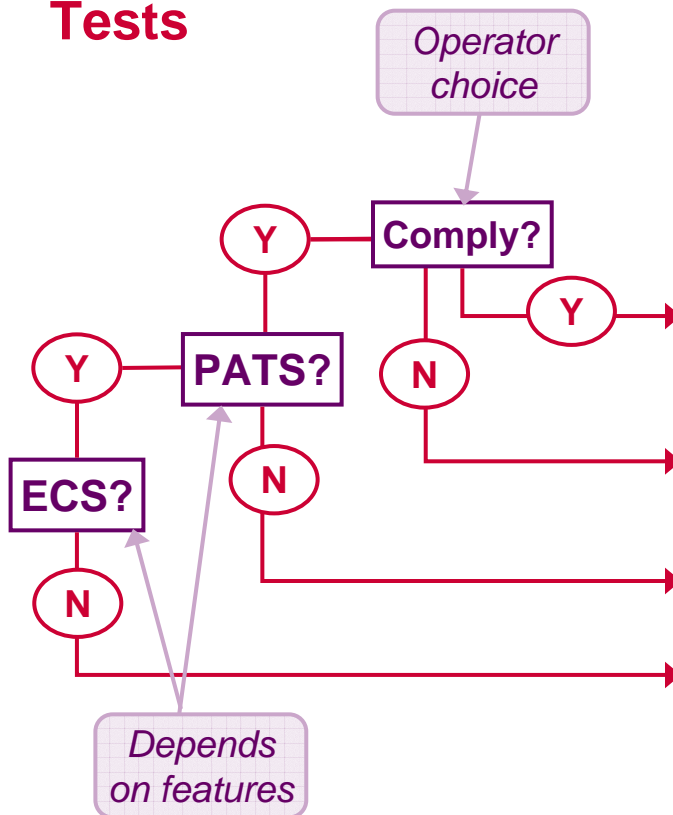 Tests
Operator
choice
Comply?
Y
Y
PATS?
Y
N
ECS?
N
N
Depends
on features